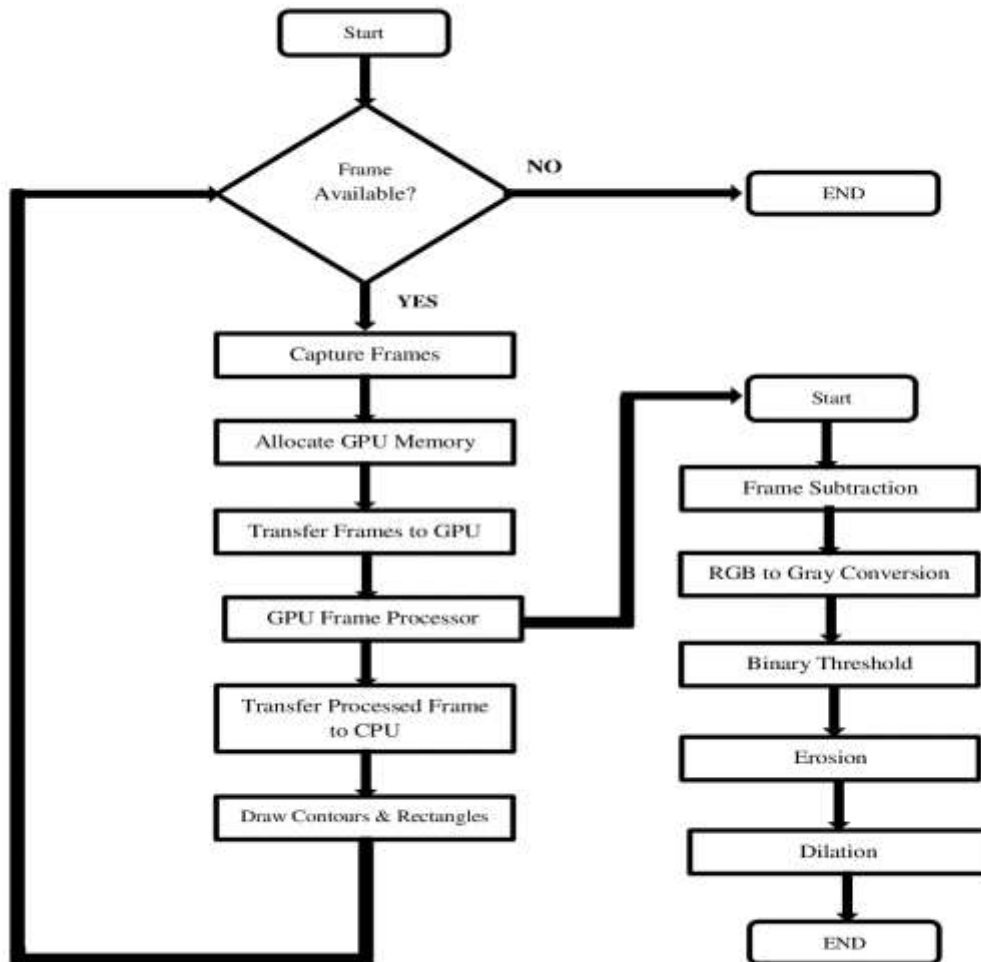 Start
Frame
Available?
NO
END
YES
Capture Frames
Allocate GPU Memory
Transfer Frames to GPU
GPU Frame Processor
Transfer Processed Frame
to CPU
Draw Contours & Rectangles
Start
Frame Subtraction
RGB to Gray Conversion
Binary Threshold
Erosion
Dilation
END